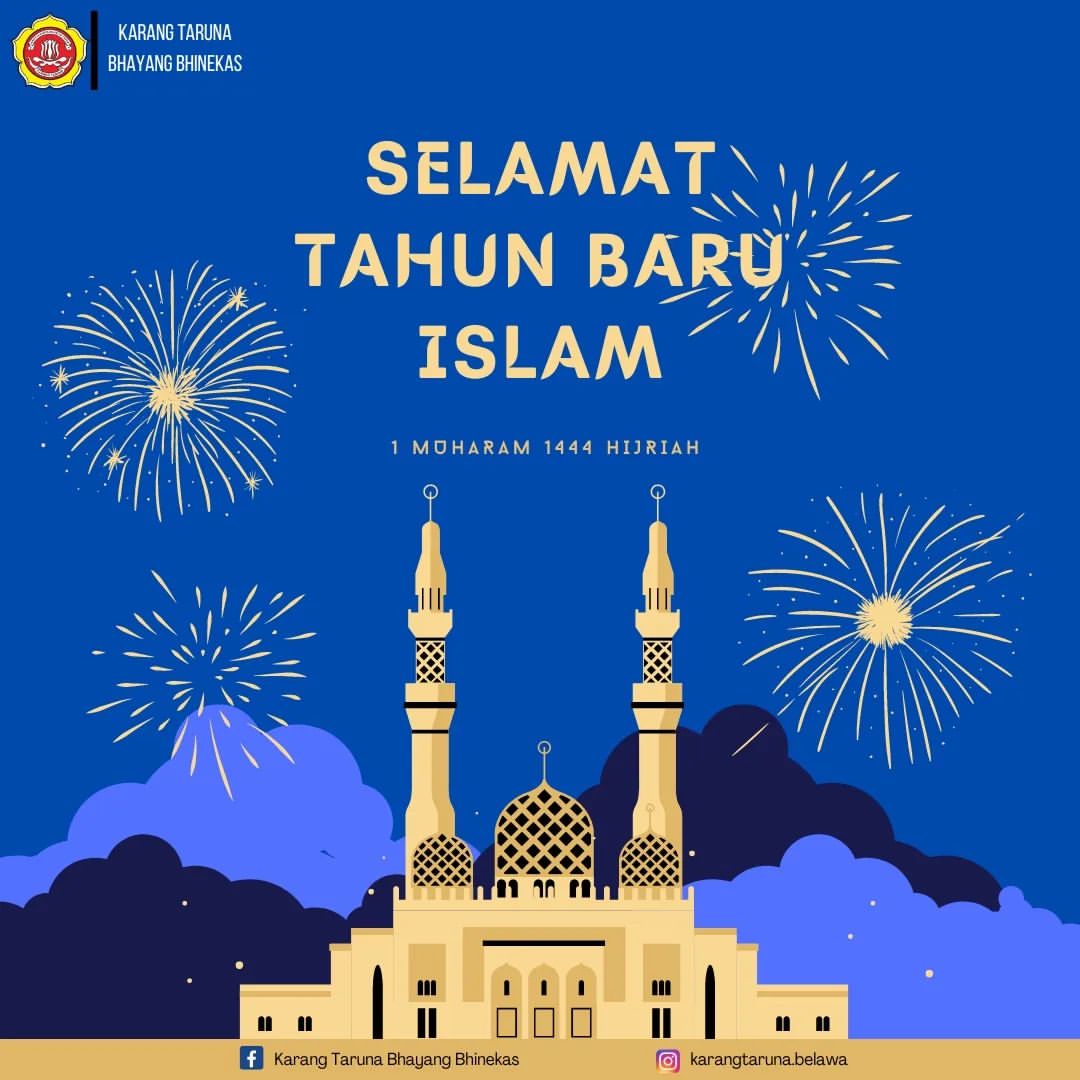 KARANG TARUNA
BHAYANG BHINEKAS
SELAMAT
TAHUN BARU
ISLAM
1 MUHARAM 1444 HIJRIAH
Karang Taruna Bhayang Bhinekas
karangtaruna.belawa